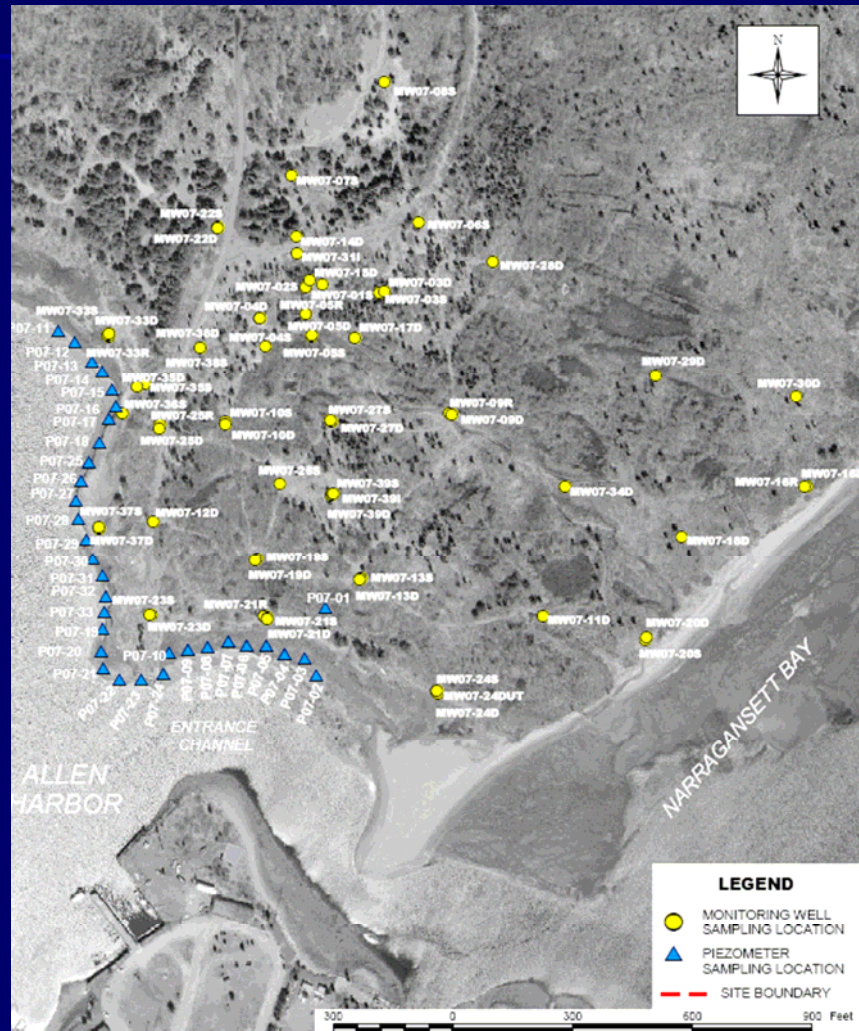 N
MW07-08S
MW07-07S
MW07-22S
MW07-22D
MW07-06S
MW07-14D
MW07-31I
MW07-28D
MW07-15D
MW07-02S
MW07-01S
MW07-03D
MW07-03S
MW07-04D
MW07-05R
MW07-33S
MW07-33D
P07-11
MW07-05D
MW07-17D
MW07-38D
MW07-04S
MW07-05S
P07-12
MW07-33R
MW07-38S
P07-13
P07-14
MW07-35D
MW07-35S
MW07-29D
MW07-30D
P07-15
P07-16
MW07-36S
P07-17
MW07-25R
MW07-10S
MW07-27S
MW07-09R
MW07-27D
MW07-09D
MW07-10D
P07-18
MW07-25D
P07-25
MW07-26S
MW07-39S
MW07-39I
MW07-39D
MW07-34D
MW07-16R
P07-26
P07-27
MW07-37S
MW07-12D
P07-28
MW07-37D
P07-29
MW07-18D
P07-30
MW07-19S
MW07-19D
P07-31
MW07-13S
MW07-13D
P07-32
MW07-23S
P07-33
MW07-21R
P07-01
MW07-23D
MW07-21S
MW07-21D
MW07-11D
MW07-20D
MW07-20S
P07-19
P07-20
P07-10
P07-21
P07-22
P07-23
P07-24
P07-09
P07-08
P07-07
P07-06
P07-05
P07-04
P07-03
P07-02
MW07-24S
MW07-24DUT
MW07-24D
ENTRANCE
CHANNEL
ALLEN
HARBOR
NARRAGANSETT BAY
LEGEND
MONITORING WELL
SAMPLING LOCATION
PIEZOMETER
SAMPLING LOCATION
SITE BOUNDARY
300 0 300 600 900 Feet